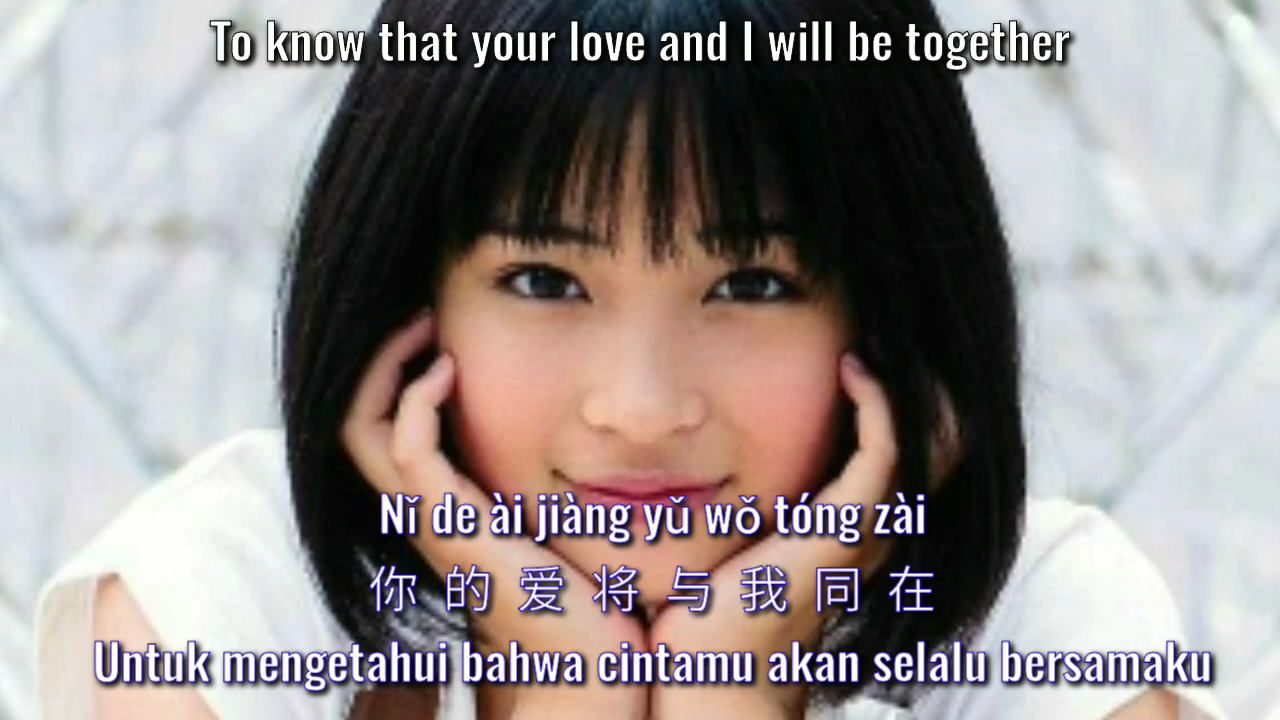 To know that your love and I will be together
Nǐ de ài jiàng yǔ wǒ tóng zài
你的爱将与我同在
Untuk mengetahui bahwa cintamu akan selalu bersamaku